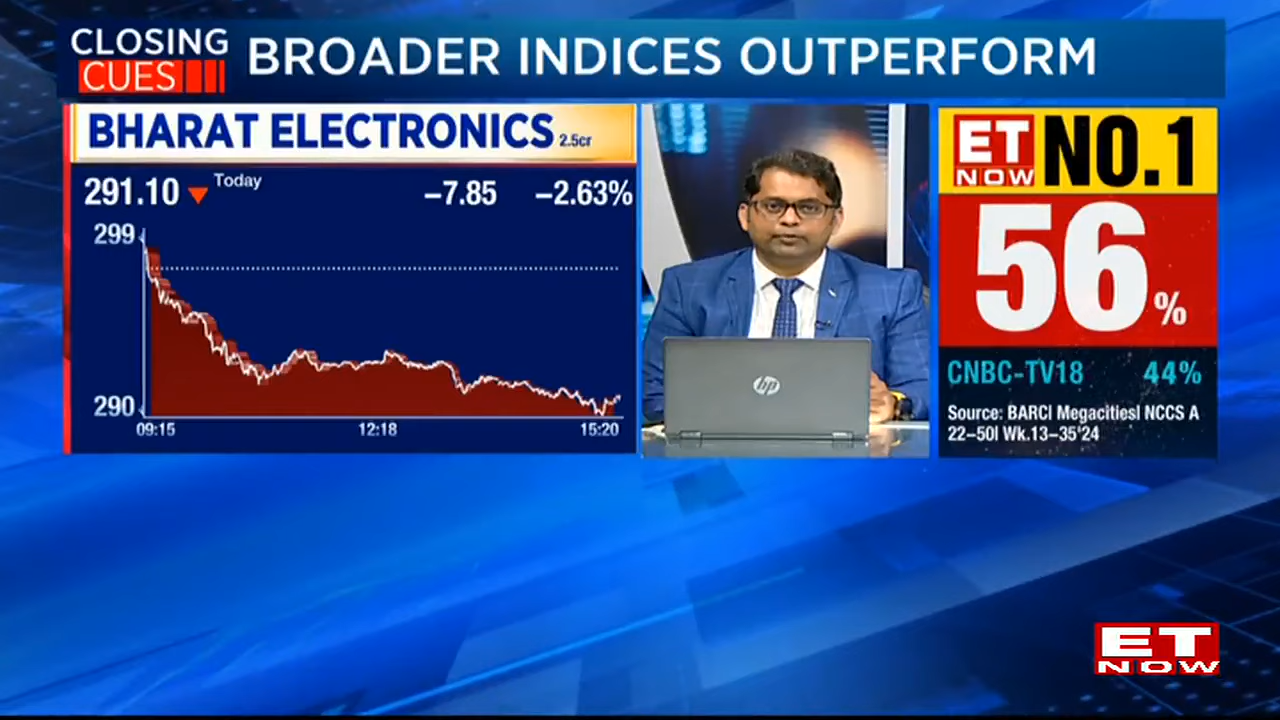 CLOSING
CUES
BROADER INDICES OUTPERFORM
BHARAT ELECTRONICS 2.5cr
291.10 Today −7.85 −2.63%
299
290
09:15 12:18 15:20
hp
ET
NOW
NO.1
56%
CNBC-TV18 44%
Source: BARCI MegacitiesI NCCS A
22−50I Wk.13−35'24
ET
NOW